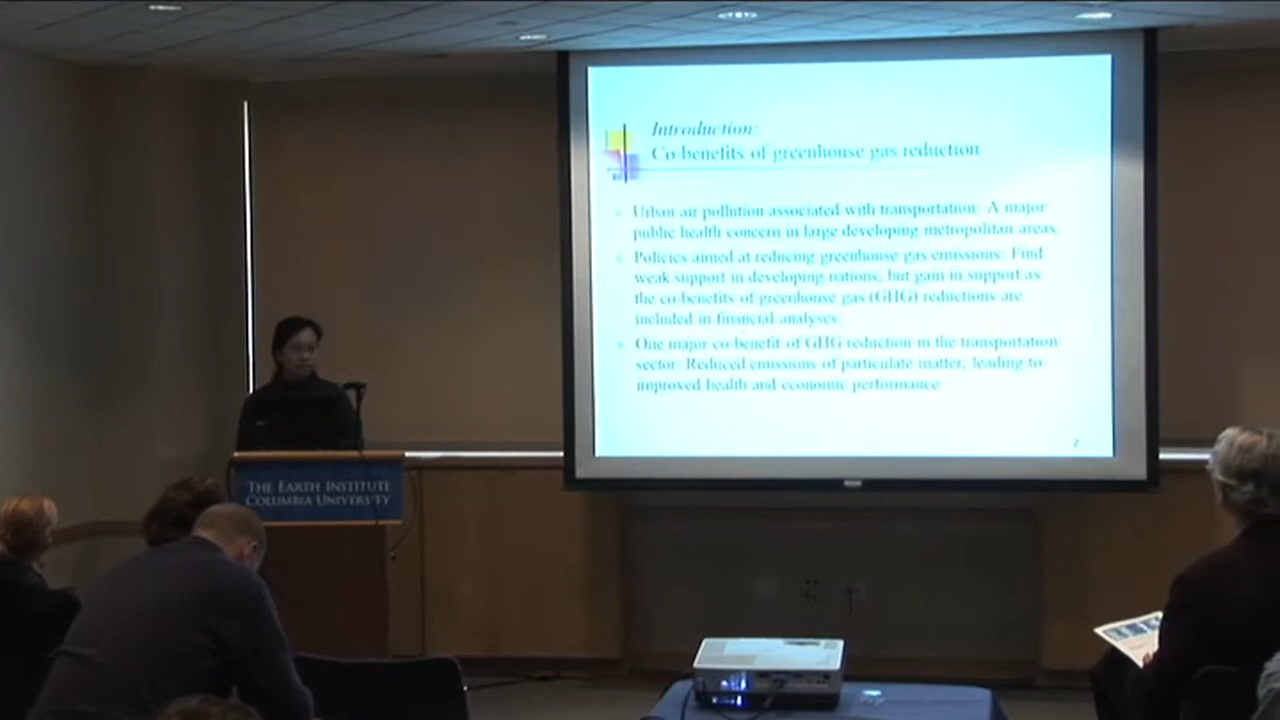 Introduction:
Co-benefits of greenhouse gas reduction
Urban air pollution associated with transportation: A major
public health concern in large developing metropolitan areas
Policies aimed at reducing greenhouse gas emissions: Find
weak support in developing nations, but gain in support as
the co-benefits of greenhouse gas (GHG) reductions are
included in financial analyses
One major co-benefit of GHG reduction in the transportation
sector: Reduced emissions of particulate matter, leading to
improved health and economic performance
2
THE EARTH INSTITUTE
COLUMBIA UNIVERSITY